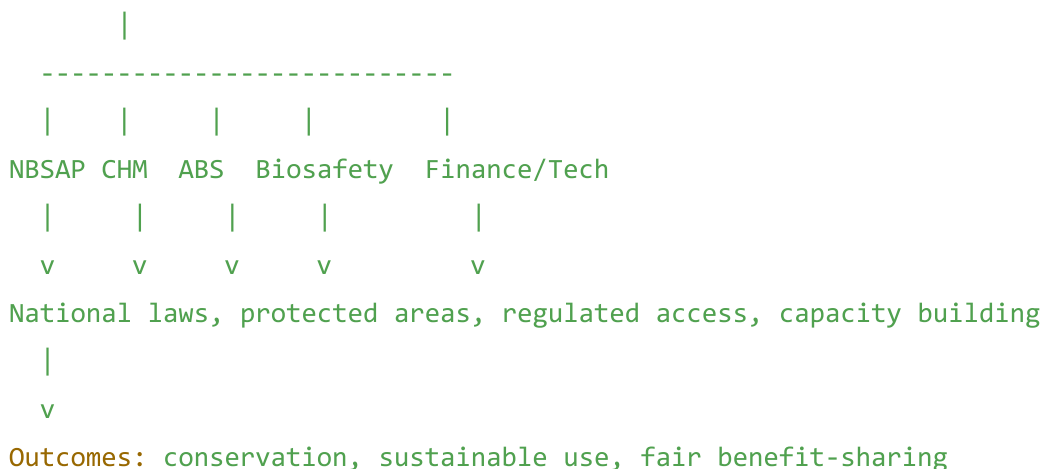 |
  ---------------------------
  |    |     |     |        |
NBSAP CHM  ABS  Biosafety  Finance/Tech
  |     |     |     |         |
  v     v     v     v         v
National laws, protected areas, regulated access, capacity building
  |
  v
Outcomes: conservation, sustainable use, fair benefit-sharing